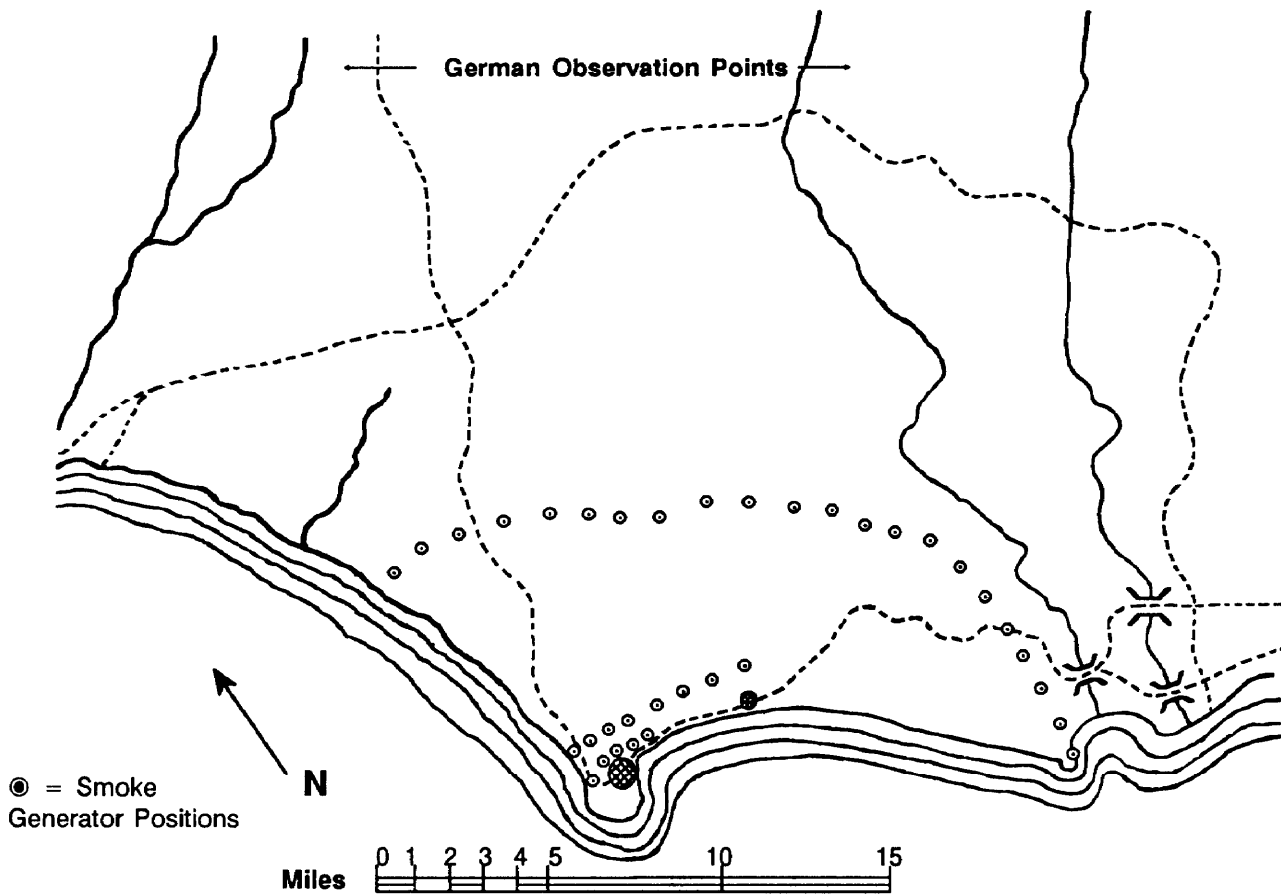 German Observation Points
N
⦿ = Smoke
Generator Positions
0 1 2 3 4 5 10 15
Miles